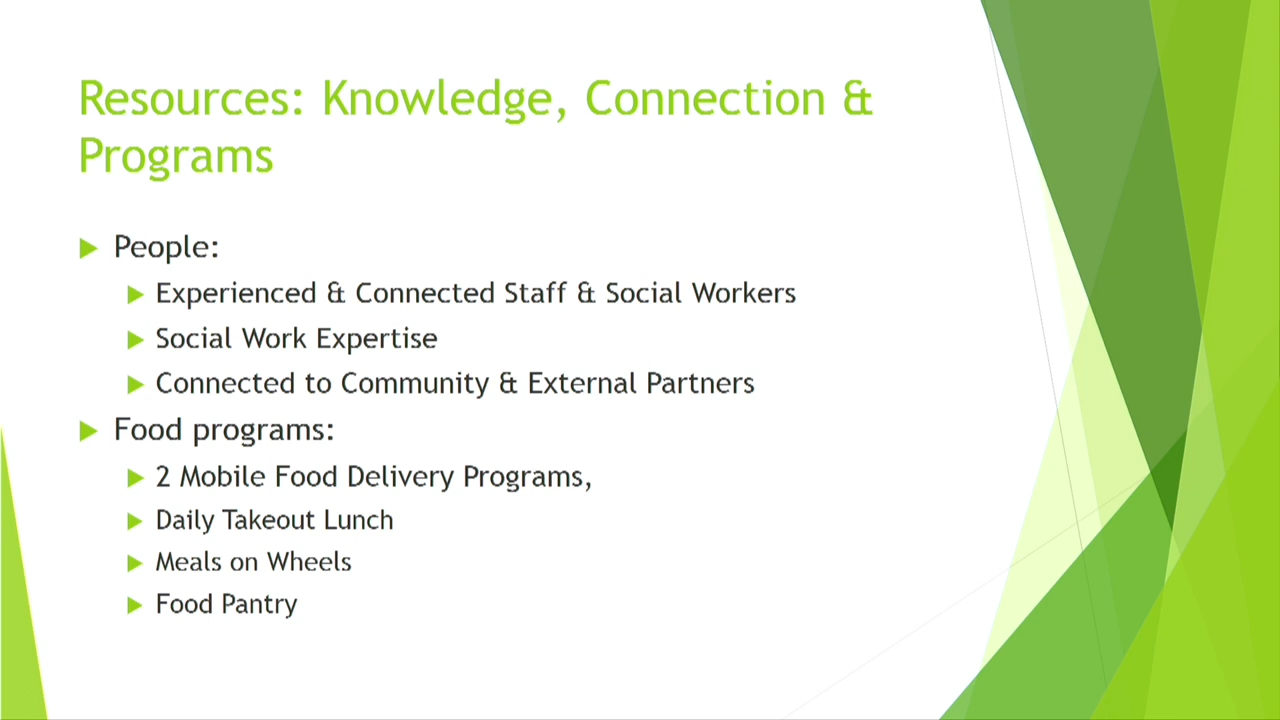 Resources: Knowledge, Connection &
Programs
People:
Experienced & Connected Staff & Social Workers
Social Work Expertise
Connected to Community & External Partners
Food programs:
2 Mobile Food Delivery Programs,
Daily Takeout Lunch
Meals on Wheels
Food Pantry